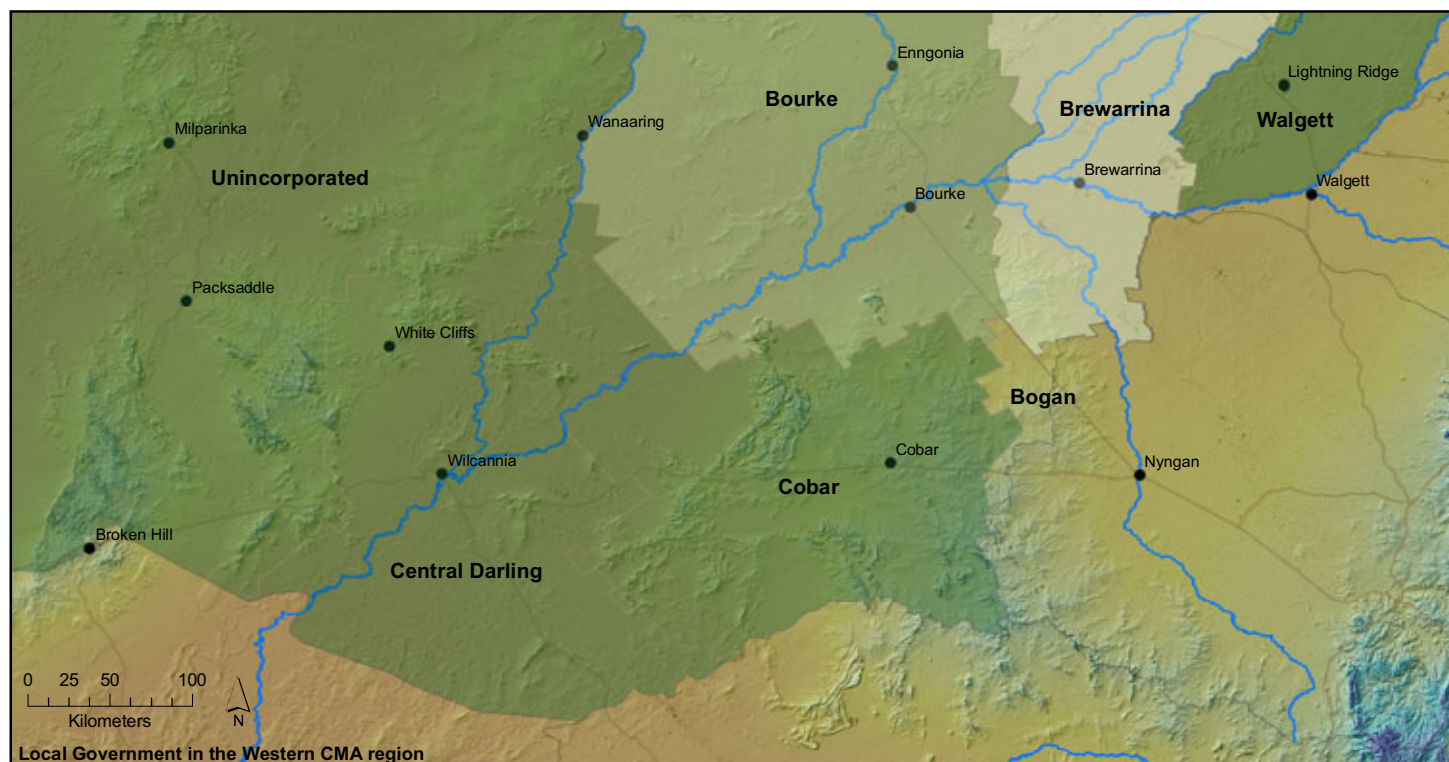 Enngonia
Lightning Ridge
Bourke
Brewarrina
Walgett
Milparinka
Wanaaring
Unincorporated
Brewarrina
Walgett
Bourke
Packsaddle
White Cliffs
Bogan
Cobar
Wilcannia
Nyngan
Cobar
Broken Hill
Central Darling
0 25 50 100
Kilometers
N
Local Government in the Western CMA region